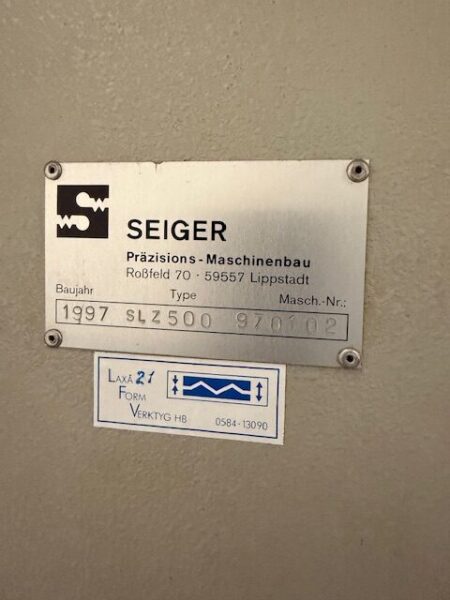 SEIGER
Präzisions-Maschinenbau
Roßfeld 70 · 59557 Lippstadt
Baujahr Type Masch.-Nr.:
1997 SLZ500 970102
LAXÅ 21
FORM
VERKTYG HB 0584-13090